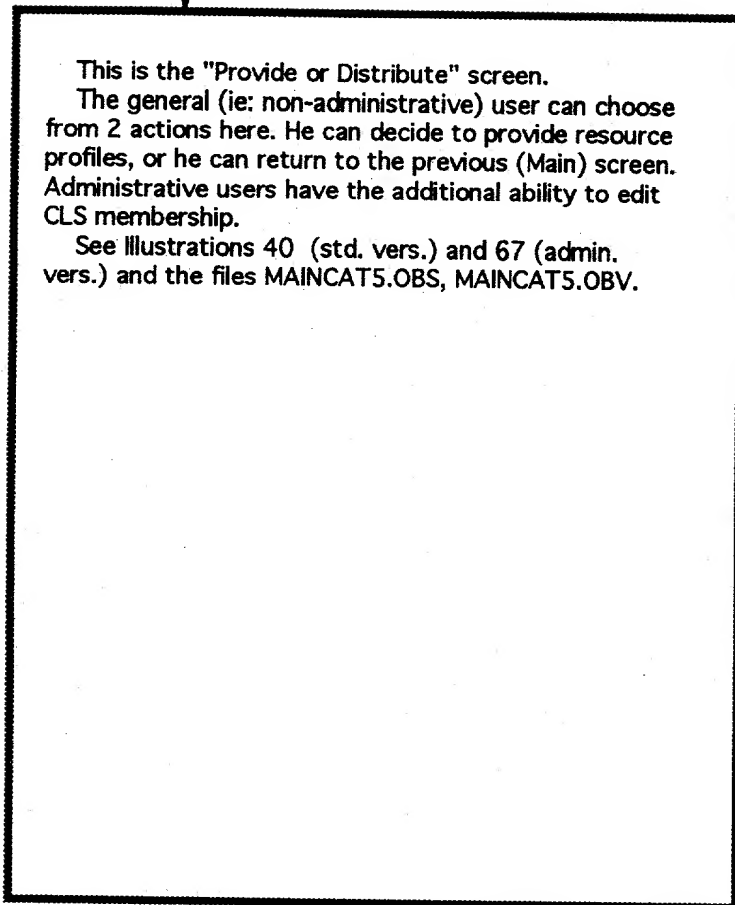 This is the "Provide or Distribute" screen.
The general (ie: non-administrative) user can choose
from 2 actions here. He can decide to provide resource
profiles, or he can return to the previous (Main) screen.
Administrative users have the additional ability to edit
CLS membership.
See Illustrations 40 (std. vers.) and 67 (admin.
vers.) and the files MAINCAT5.OBS, MAINCAT5.OBV.